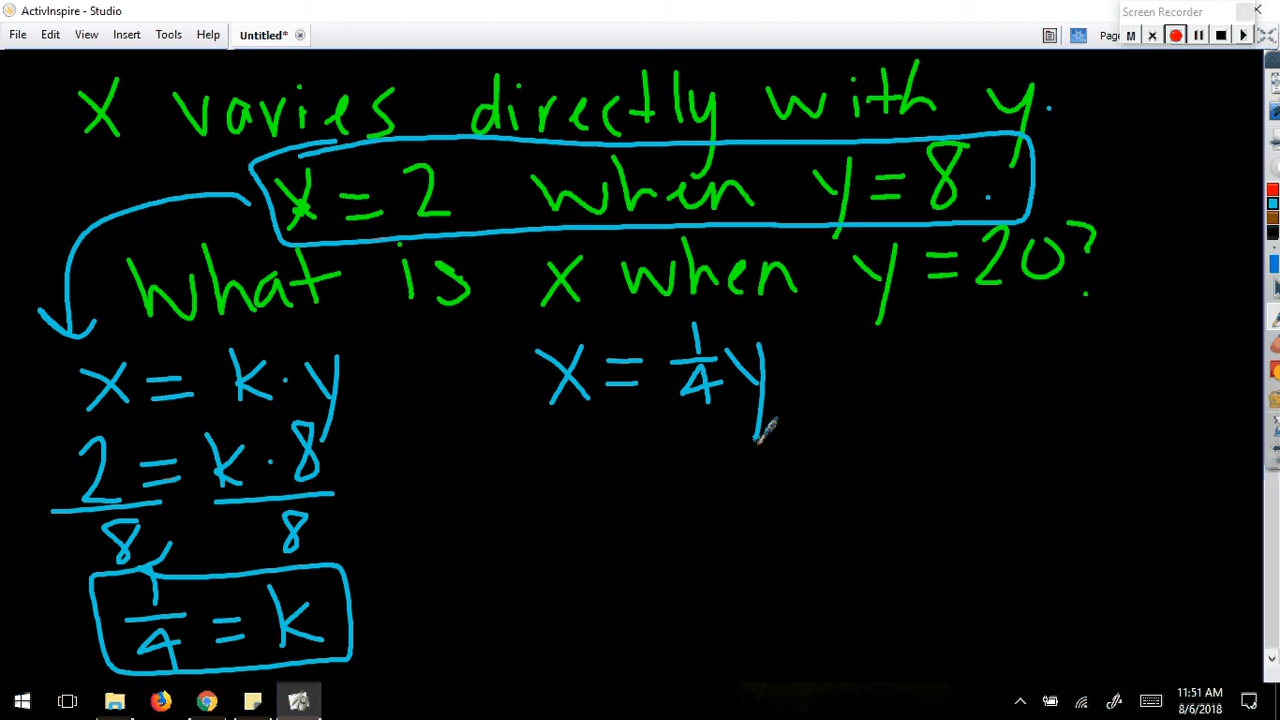 ActivInspire - Studio
Screen Recorder
File Edit View Insert Tools Help Untitled*
Page
M
X varies directly with y.
x = 2 when y = 8.
What is x when y = 20?
x = k · y
2 = k · 8
8 8
1/4 = k
x = 1/4 y
11:51 AM
8/6/2018